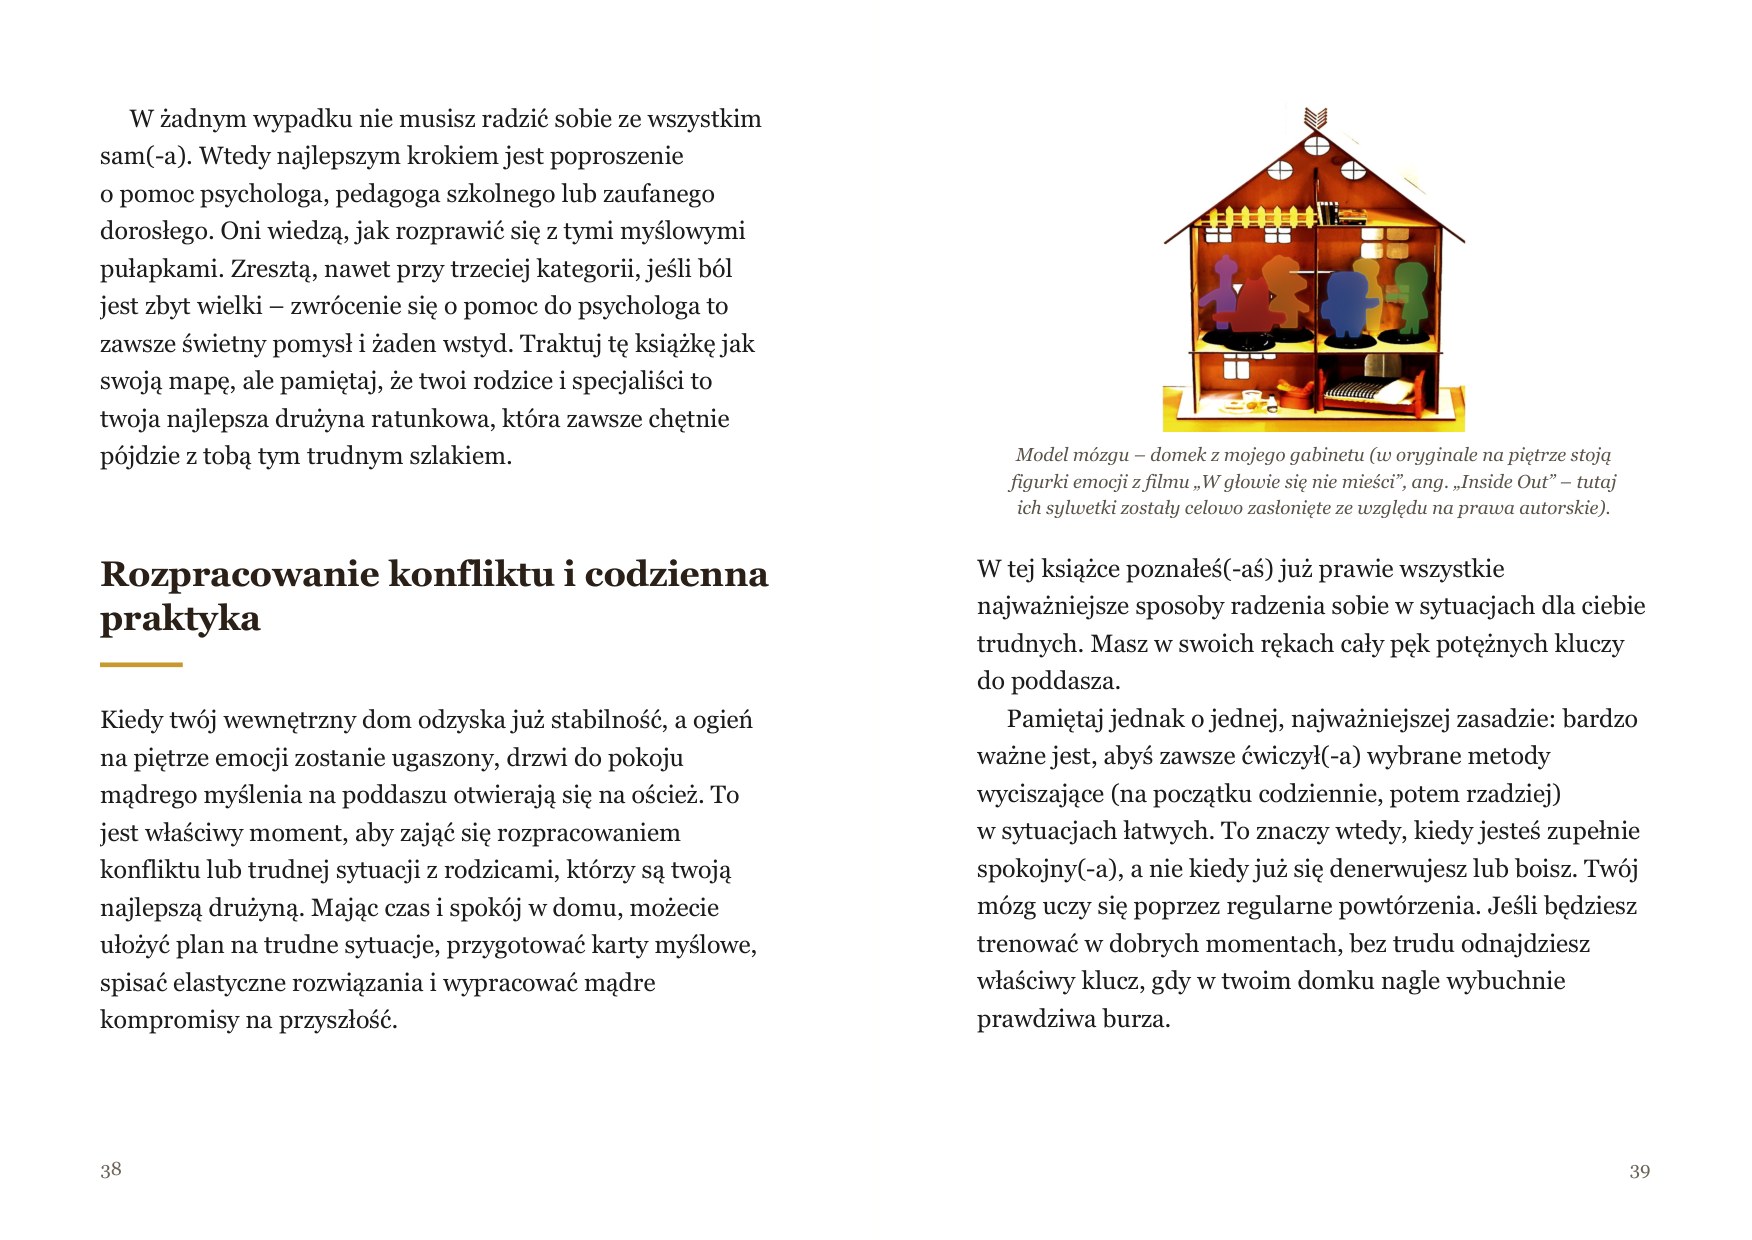 W żadnym wypadku nie musisz radzić sobie ze wszystkim
sam(-a). Wtedy najlepszym krokiem jest poproszenie
o pomoc psychologa, pedagoga szkolnego lub zaufanego
dorosłego. Oni wiedzą, jak rozprawić się z tymi myślowymi
pułapkami. Zresztą, nawet przy trzeciej kategorii, jeśli ból
jest zbyt wielki – zwrócenie się o pomoc do psychologa to
zawsze świetny pomysł i żaden wstyd. Traktuj tę książkę jak
swoją mapę, ale pamiętaj, że twoi rodzice i specjaliści to
twoja najlepsza drużyna ratunkowa, która zawsze chętnie
pójdzie z tobą tym trudnym szlakiem.
Rozpracowanie konfliktu i codzienna
praktyka
Kiedy twój wewnętrzny dom odzyska już stabilność, a ogień
na piętrze emocji zostanie ugaszony, drzwi do pokoju
mądrego myślenia na poddaszu otwierają się na oścież. To
jest właściwy moment, aby zająć się rozpracowaniem
konfliktu lub trudnej sytuacji z rodzicami, którzy są twoją
najlepszą drużyną. Mając czas i spokój w domu, możecie
ułożyć plan na trudne sytuacje, przygotować karty myślowe,
spisać elastyczne rozwiązania i wypracować mądre
kompromisy na przyszłość.
38
Model mózgu – domek z mojego gabinetu (w oryginale na piętrze stoją
figurki emocji z filmu „W głowie się nie mieści”, ang. „Inside Out” – tutaj
ich sylwetki zostały celowo zasłonięte ze względu na prawa autorskie).
W tej książce poznałeś(-aś) już prawie wszystkie
najważniejsze sposoby radzenia sobie w sytuacjach dla ciebie
trudnych. Masz w swoich rękach cały pęk potężnych kluczy
do poddasza.
Pamiętaj jednak o jednej, najważniejszej zasadzie: bardzo
ważne jest, abyś zawsze ćwiczył(-a) wybrane metody
wyciszające (na początku codziennie, potem rzadziej)
w sytuacjach łatwych. To znaczy wtedy, kiedy jesteś zupełnie
spokojny(-a), a nie kiedy już się denerwujesz lub boisz. Twój
mózg uczy się poprzez regularne powtórzenia. Jeśli będziesz
trenować w dobrych momentach, bez trudu odnajdziesz
właściwy klucz, gdy w twoim domku nagle wybuchnie
prawdziwa burza.
39